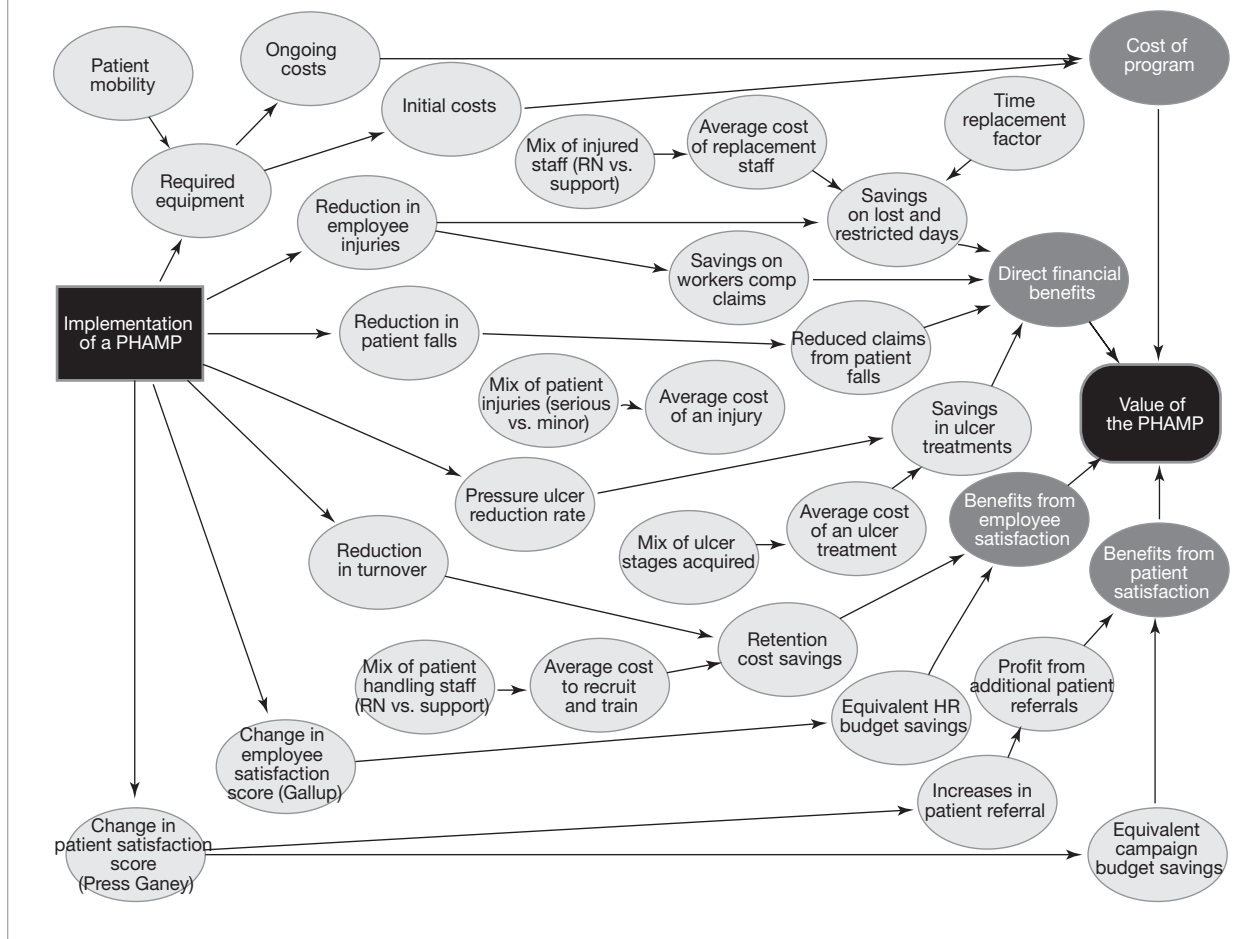 Patient
mobility
Ongoing
costs
Initial costs
Cost of
program
Required
equipment
Mix of injured
staff (RN vs.
support)
Average cost
of replacement
staff
Time
replacement
factor
Reduction in
employee
injuries
Savings
on lost and
restricted days
Savings on
workers comp
claims
Direct financial
benefits
Implementation
of a PHAMP
Reduction in
patient falls
Reduced claims
from patient
falls
Mix of patient
injuries (serious
vs. minor)
Average cost
of an injury
Savings
in ulcer
treatments
Value of
the PHAMP
Pressure ulcer
reduction rate
Mix of ulcer
stages acquired
Average cost
of an ulcer
treatment
Benefits from
employee
satisfaction
Reduction
in turnover
Benefits from
patient
satisfaction
Retention
cost savings
Mix of patient
handling staff
(RN vs. support)
Average cost
to recruit
and train
Equivalent HR
budget savings
Profit from
additional patient
referrals
Change in
employee
satisfaction
score (Gallup)
Increases in
patient referral
Change in
patient satisfaction
score
(Press Ganey)
Equivalent
campaign
budget savings